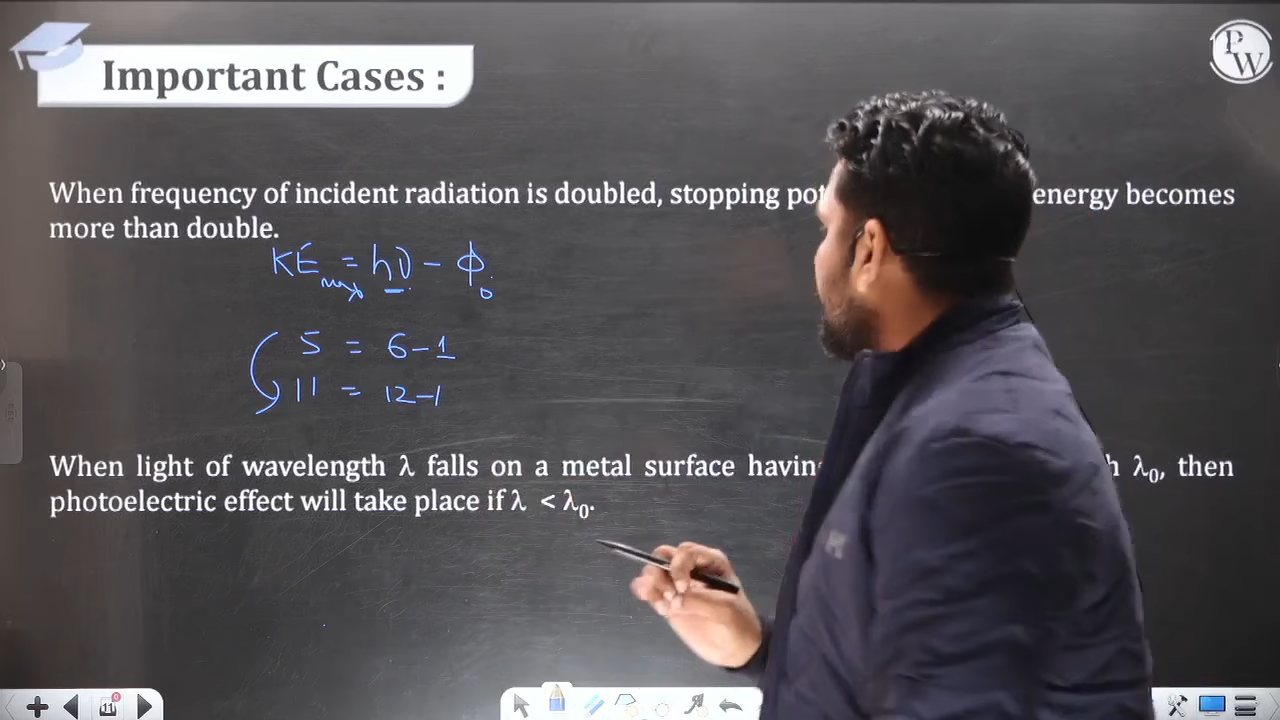 PW
Important Cases :
When frequency of incident radiation is doubled, stopping energy becomes
more than double.
KEmax = hν − ϕ0
5 = 6−1
11 = 12−1
When light of wavelength λ falls on a metal surface λ0, then
photoelectric effect will take place if λ < λ0.
11